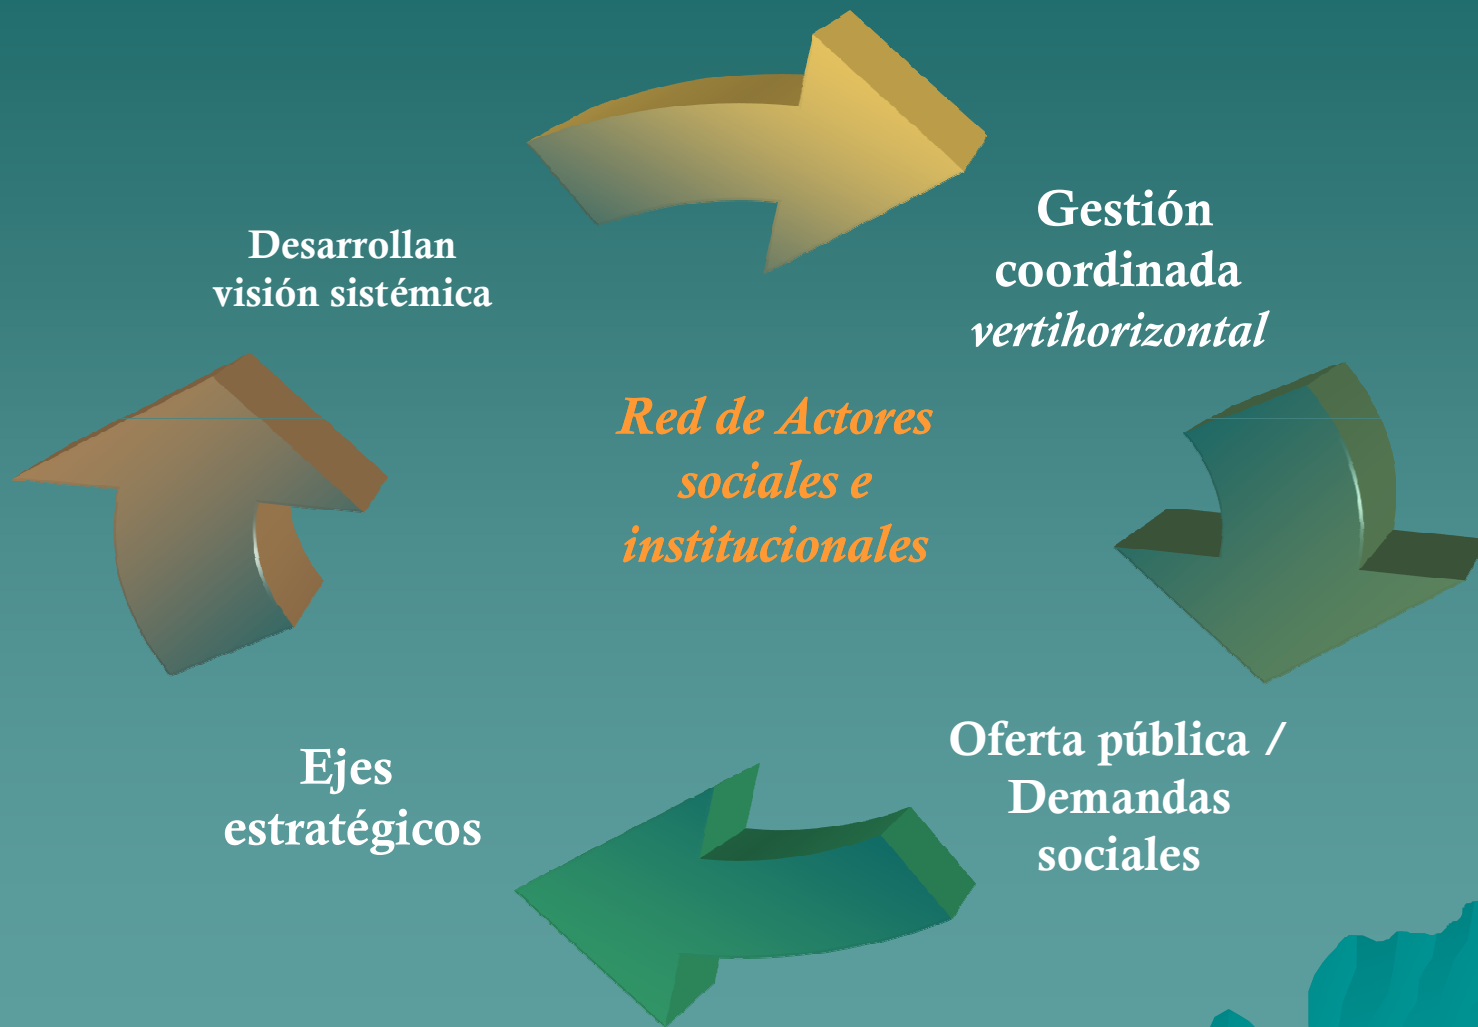 Desarrollan
visión sistémica
Gestión
coordinada
vertihorizontal
Red de Actores
sociales e
institucionales
Oferta pública /
Demandas
sociales
Ejes
estratégicos